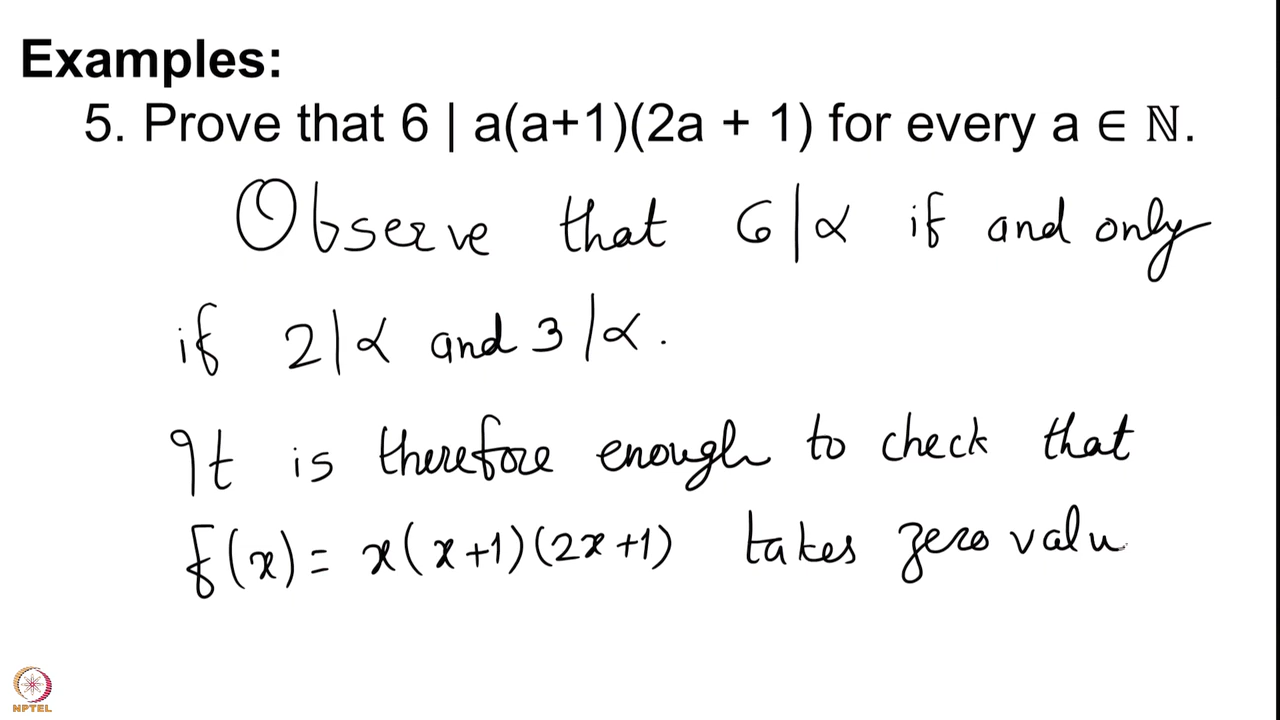 Examples:
5. Prove that 6 | a(a+1)(2a + 1) for every a ∈ ℕ.
Observe that 6|α if and only
if 2|α and 3|α.
It is therefore enough to check that
f(x) = x(x+1)(2x+1) takes zero valu
NPTEL